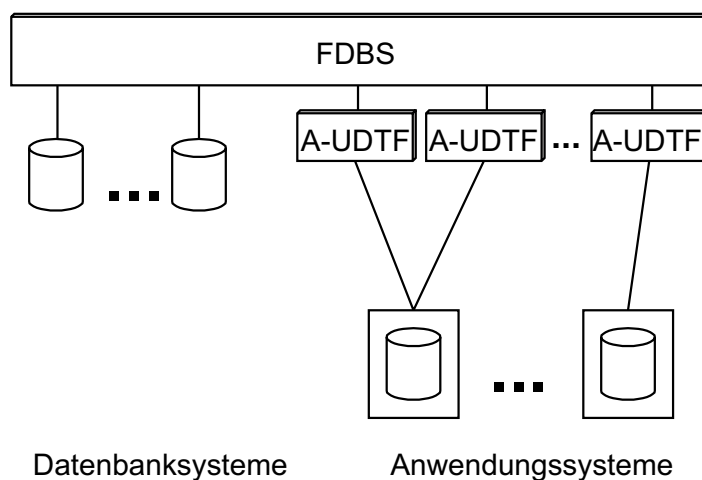 FDBS
A-UDTF A-UDTF ... A-UDTF
...
...
Datenbanksysteme Anwendungssysteme